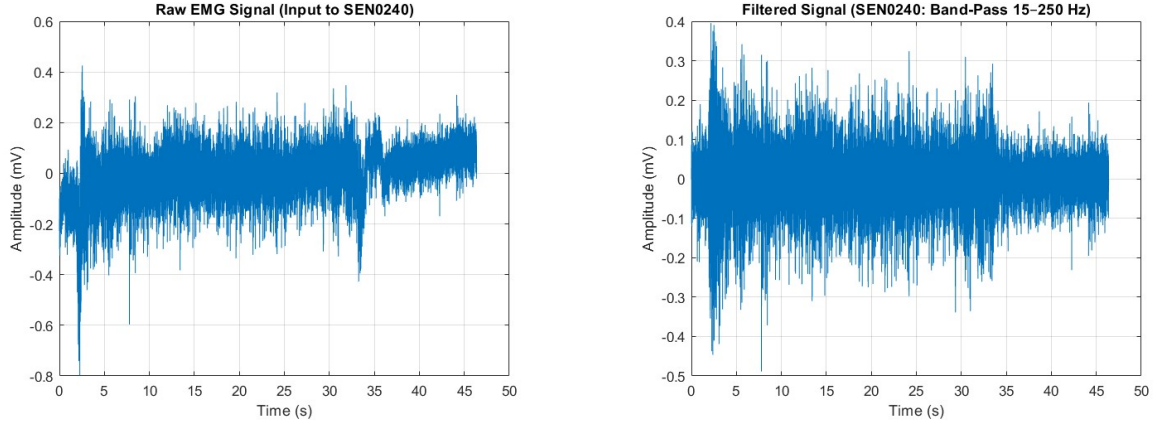 Raw EMG Signal (Input to SEN0240)
0.6
0.4
0.2
0
-0.2
-0.4
-0.6
-0.8
Amplitude (mV)
0 5 10 15 20 25 30 35 40 45 50
Time (s)
Filtered Signal (SEN0240: Band-Pass 15–250 Hz)
0.4
0.3
0.2
0.1
0
-0.1
-0.2
-0.3
-0.4
-0.5
Amplitude (mV)
0 5 10 15 20 25 30 35 40 45 50
Time (s)